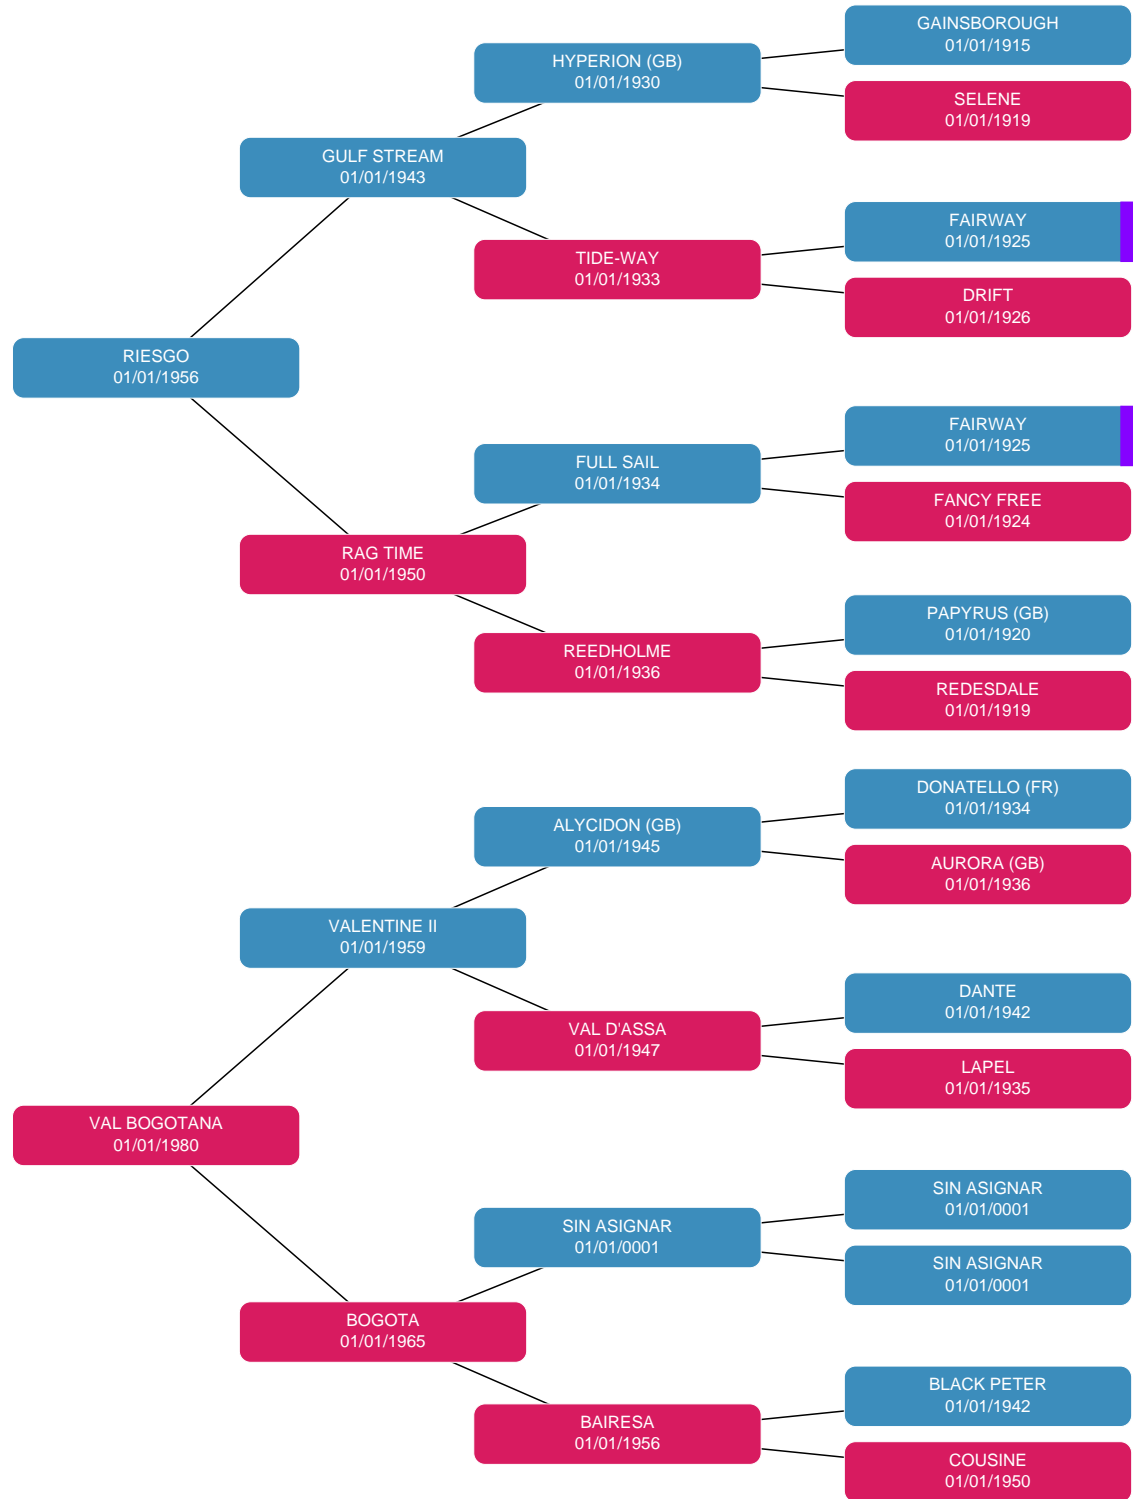 GAINSBOROUGH
01/01/1915
HYPERION (GB)
01/01/1930
SELENE
01/01/1919
GULF STREAM
01/01/1943
FAIRWAY
01/01/1925
TIDE-WAY
01/01/1933
DRIFT
01/01/1926
RIESGO
01/01/1956
FAIRWAY
01/01/1925
FULL SAIL
01/01/1934
FANCY FREE
01/01/1924
RAG TIME
01/01/1950
PAPYRUS (GB)
01/01/1920
REEDHOLME
01/01/1936
REDESDALE
01/01/1919
DONATELLO (FR)
01/01/1934
ALYCIDON (GB)
01/01/1945
AURORA (GB)
01/01/1936
VALENTINE II
01/01/1959
DANTE
01/01/1942
VAL D'ASSA
01/01/1947
LAPEL
01/01/1935
VAL BOGOTANA
01/01/1980
SIN ASIGNAR
01/01/0001
SIN ASIGNAR
01/01/0001
SIN ASIGNAR
01/01/0001
BOGOTA
01/01/1965
BLACK PETER
01/01/1942
BAIRESA
01/01/1956
COUSINE
01/01/1950